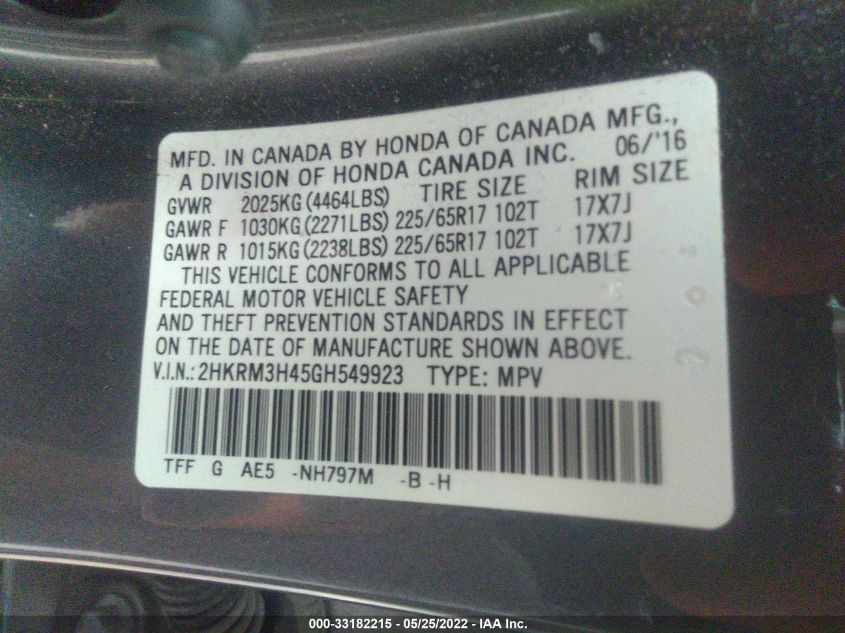 MFD. IN CANADA BY HONDA OF CANADA MFG.,
A DIVISION OF HONDA CANADA INC. 06/'16
GVWR 2025KG (4464LBS) TIRE SIZE RIM SIZE
GAWR F 1030KG (2271LBS) 225/65R17 102T 17X7J
GAWR R 1015KG (2238LBS) 225/65R17 102T 17X7J
THIS VEHICLE CONFORMS TO ALL APPLICABLE
FEDERAL MOTOR VEHICLE SAFETY
AND THEFT PREVENTION STANDARDS IN EFFECT
ON THE DATE OF MANUFACTURE SHOWN ABOVE.
V.I.N.: 2HKRM3H45GH549923 TYPE: MPV
TFF G AE5 -NH797M -B -H
000-33182215 - 05/25/2022 - IAA Inc.